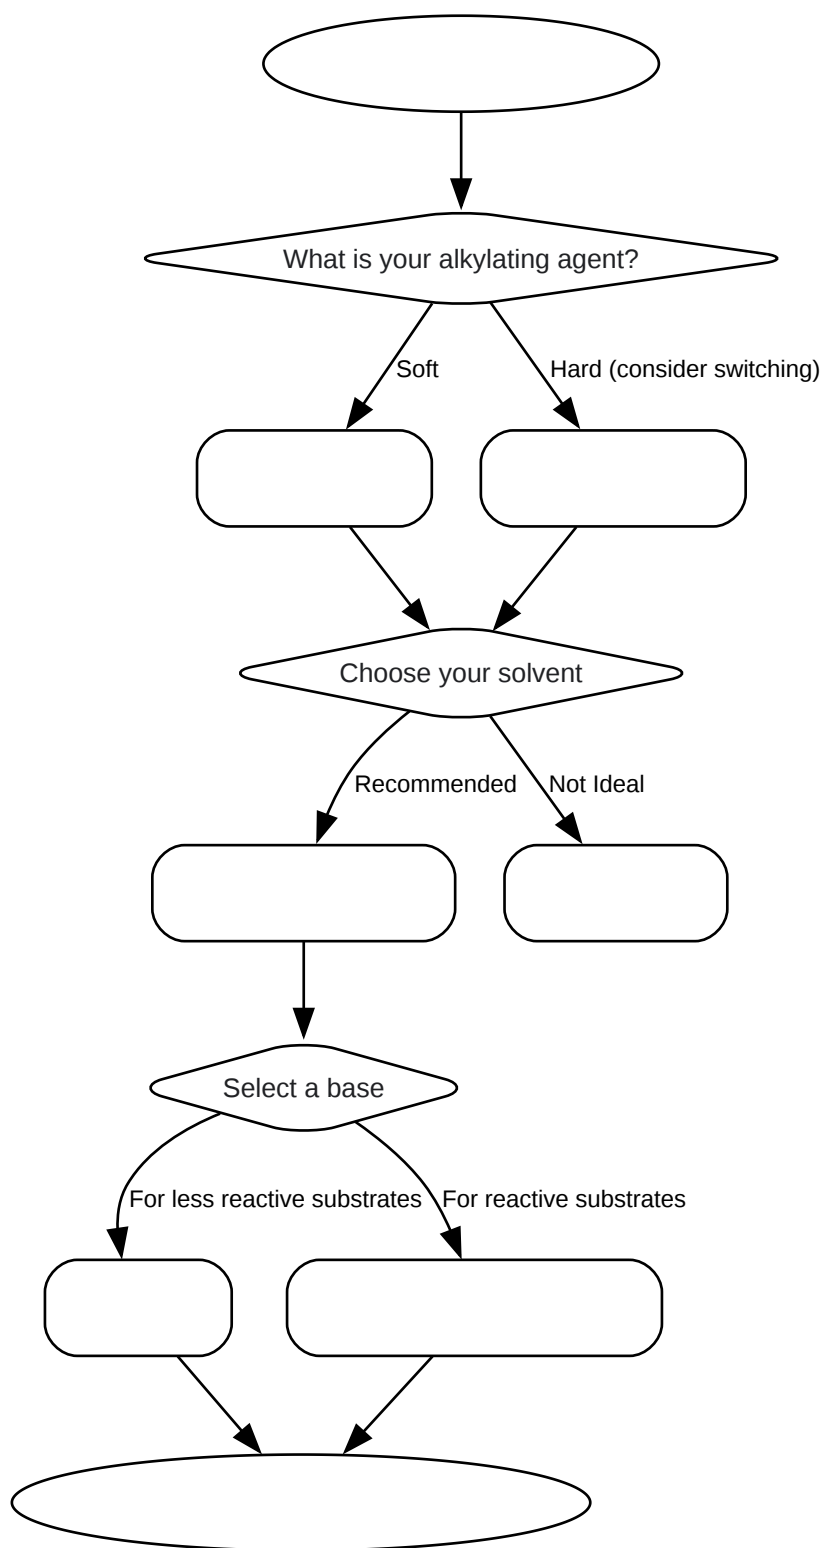 What is your alkylating agent?
Soft
Hard (consider switching)
Choose your solvent
Recommended
Not Ideal
Select a base
For less reactive substrates
For reactive substrates